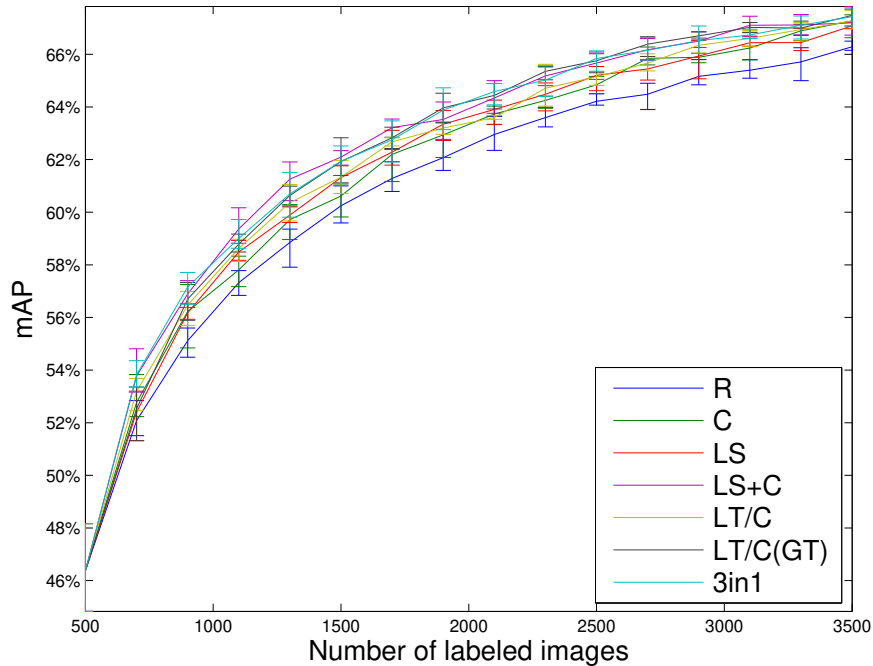 66%
64%
62%
60%
58%
56%
54%
52%
50%
48%
46%
mAP
R
C
LS
LS+C
LT/C
LT/C(GT)
3in1
500 1000 1500 2000 2500 3000 3500
Number of labeled images